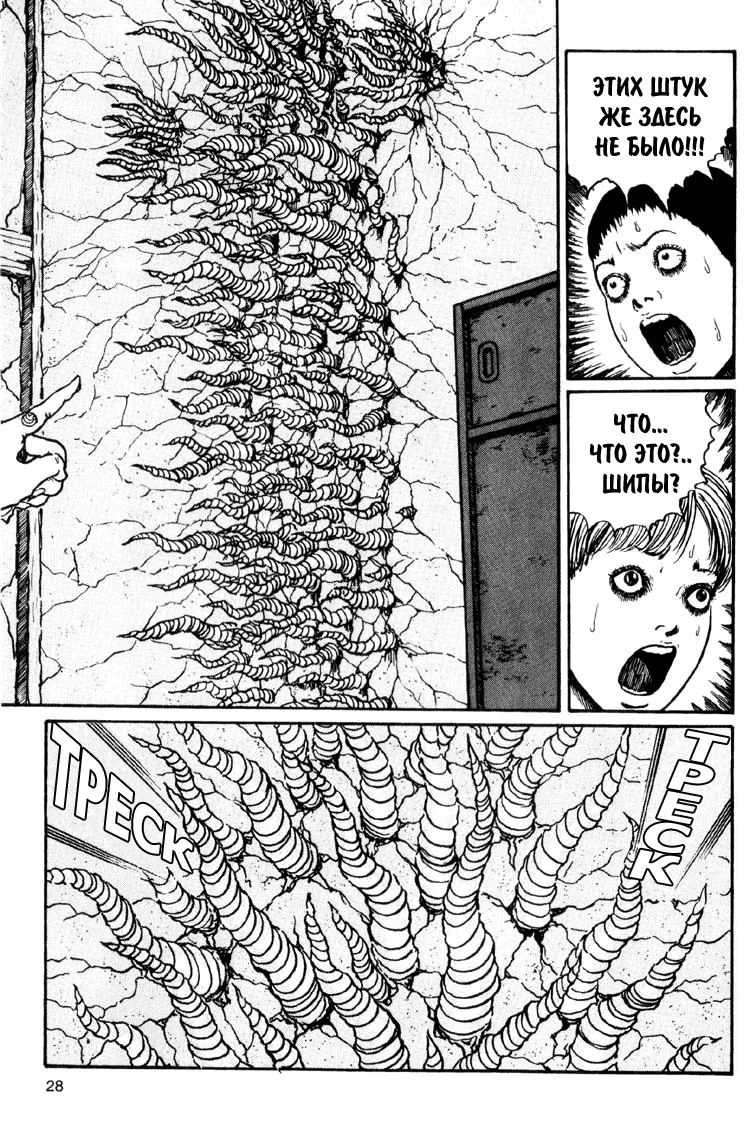 ЭТИХ ШТУК
ЖЕ ЗДЕСЬ
НЕ БЫЛО!!!
ЧТО...
ЧТО ЭТО?..
ШИПЫ?
ТРЕСК
ТРЕСК
28